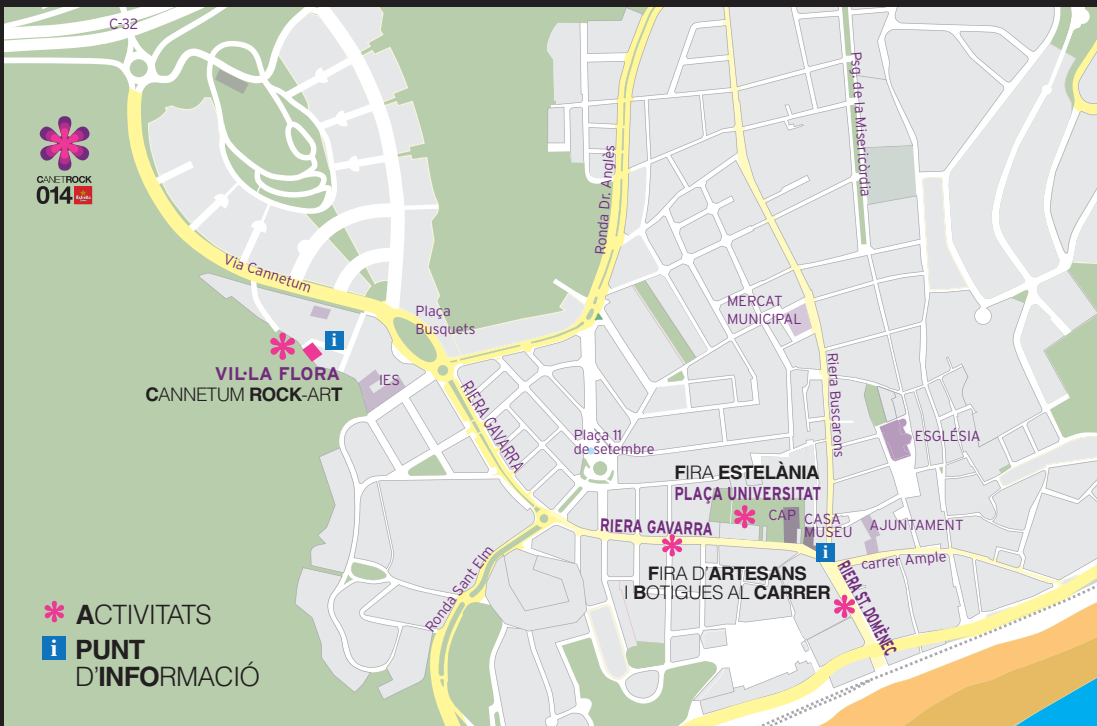 C-32
CANETROCK
014
Estrella
Via Cannetum
Plaça
Busquets
Ronda Dr. Anglès
Psg. de la Misericòrdia
MERCAT
MUNICIPAL
Riera Buscarons
i
VIL·LA FLORA
CANNETUM ROCK-ART
IES
RIERA GAVARRA
Plaça 11
de setembre
ESGLÉSIA
FIRA ESTELÀNIA
PLAÇA UNIVERSITAT
CAP
CASA
MUSEU
AJUNTAMENT
RIERA GAVARRA
i
carrer Ample
FIRA D'ARTESANS
I BOTIGUES AL CARRER
RIERA ST. DOMÈNEC
Ronda Sant Elm
ACTIVITATS
i PUNT
D'INFORMACIÓ